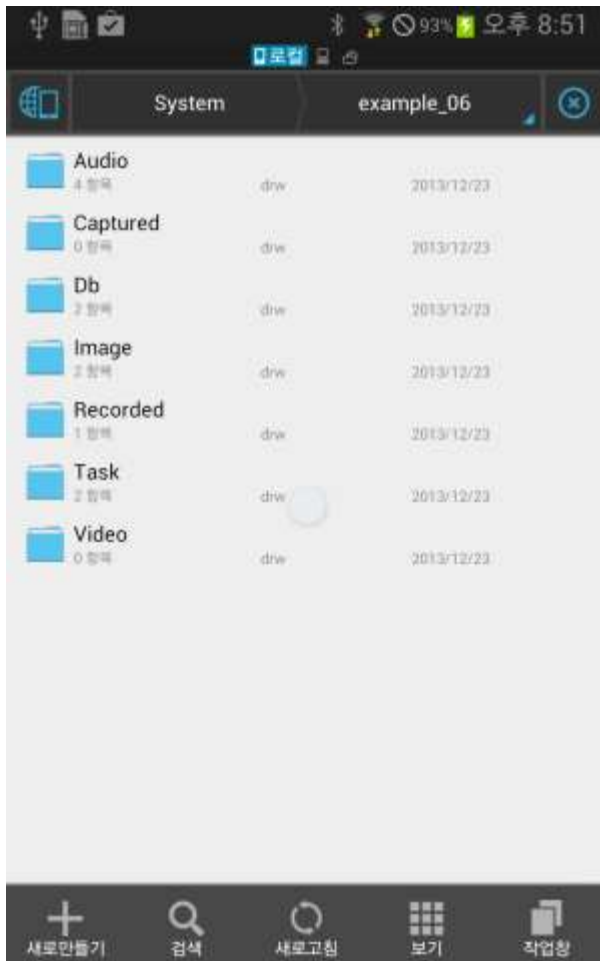 93% 오후 8:51
로컬
System example_06
Audio
4 항목 drw 2013/12/23
Captured
0 항목 drw 2013/12/23
Db
2 항목 drw 2013/12/23
Image
2 항목 drw 2013/12/23
Recorded
1 항목 drw 2013/12/23
Task
2 항목 drw 2013/12/23
Video
0 항목 drw 2013/12/23
새로만들기 검색 새로고침 보기 작업창